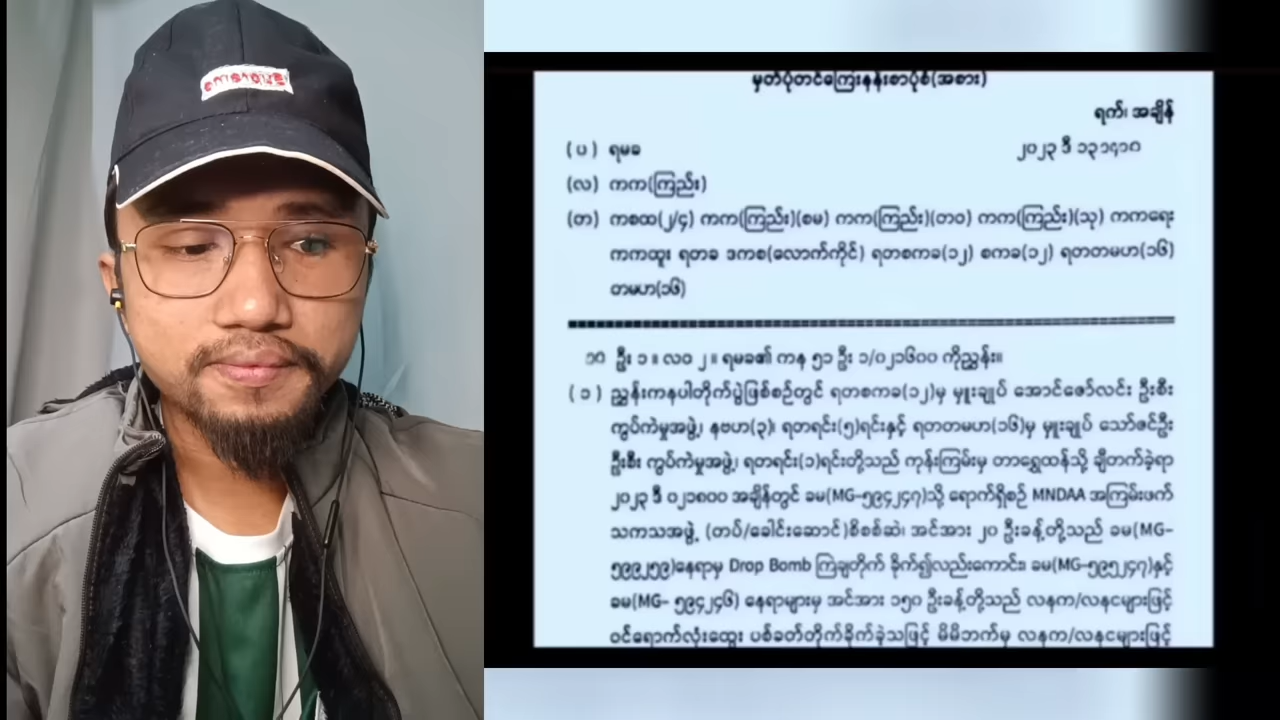 မှတ်ပုံတင်ကြေးနန်းစာပုံစံ(အစား)
ရက်၊ အချိန်
( ပ ) ရမခ ၂၀၂၃ ဒီ ၁၃၁၄၁၀
(လ) ကက(ကြည်း)
(တ) ကစထ(၂/၄) ကက(ကြည်း)(စမ) ကက(ကြည်း)(တဝ) ကက(ကြည်း)(သု) ကကရေး
ကကထူး ရတခ ဒကစ(လောက်ကိုင်) ရတစကခ(၁၂) စကခ(၁၂) ရတတမဟ(၁၆)
တမဟ(၁၆)
ဦး ၁ ။ လဝ ၂ ။ ရမခ၏ ကန ၅၁ ဦး ၁/၀၂၁၆၀၀ ကိုညွှန်း။
( ၁ ) ညွှန်းကနပါတိုက်ပွဲဖြစ်စဉ်တွင် ရတစကခ(၁၂)မှ မှူးချုပ် အောင်ဇော်လင်း ဦးစီး
ကွပ်ကဲမှုအဖွဲ့၊ နဗဟ(၃)၊ ရတရင်း(၅)ရင်းနှင့် ရတတမဟ(၁၆)မှ မှူးချုပ် သော်ဇင်ဦး
ဦးစီး ကွပ်ကဲမှုအဖွဲ့၊ ရတရင်း(၁)ရင်းတို့သည် ကုန်းကြမ်းမှ တာရွှေထန်သို့ ချီတက်ခဲ့ရာ
၂၀၂၃ ဒီ ၀၂၁၈၀၀ အချိန်တွင် ခမ(MG-၅၉၄၂၄၇)သို့ ရောက်ရှိစဉ် MNDAA အကြမ်းဖက်
သကသအဖွဲ့ (တပ်/ခေါင်းဆောင်)စိစစ်ဆဲ၊ အင်အား ၂၀ ဦးခန့်တို့သည် ခမ(MG-
၅၉၉၂၅၉)နေရာမှ Drop Bomb ကြဲချတိုက် ခိုက်၍လည်းကောင်း၊ ခမ(MG-၅၉၅၂၄၇)နှင့်
ခမ(MG- ၅၉၄၂၄၆) နေရာများမှ အင်အား ၁၅၀ ဦးခန့်တို့သည် လနက/လနငများဖြင့်
ဝင်ရောက်လုံးထွေး ပစ်ခတ်တိုက်ခိုက်ခဲ့သဖြင့် မိမိဘက်မှ လနက/လနငများဖြင့်